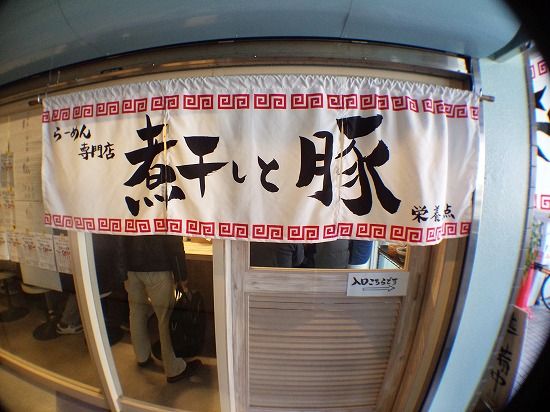 らーめん
専門店
煮干しと豚
栄養点
入口こちらです